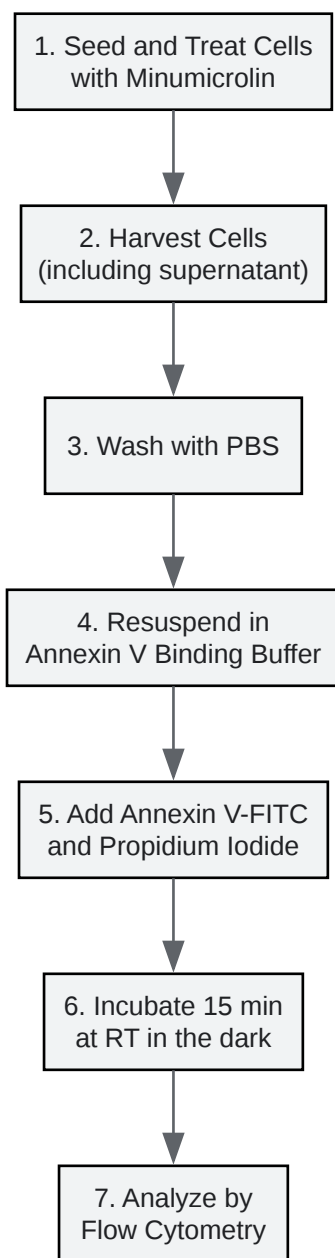 1. Seed and Treat Cells
with Minumicrolin
2. Harvest Cells
(including supernatant)
3. Wash with PBS
4. Resuspend in
Annexin V Binding Buffer
5. Add Annexin V-FITC
and Propidium Iodide
6. Incubate 15 min
at RT in the dark
7. Analyze by
Flow Cytometry